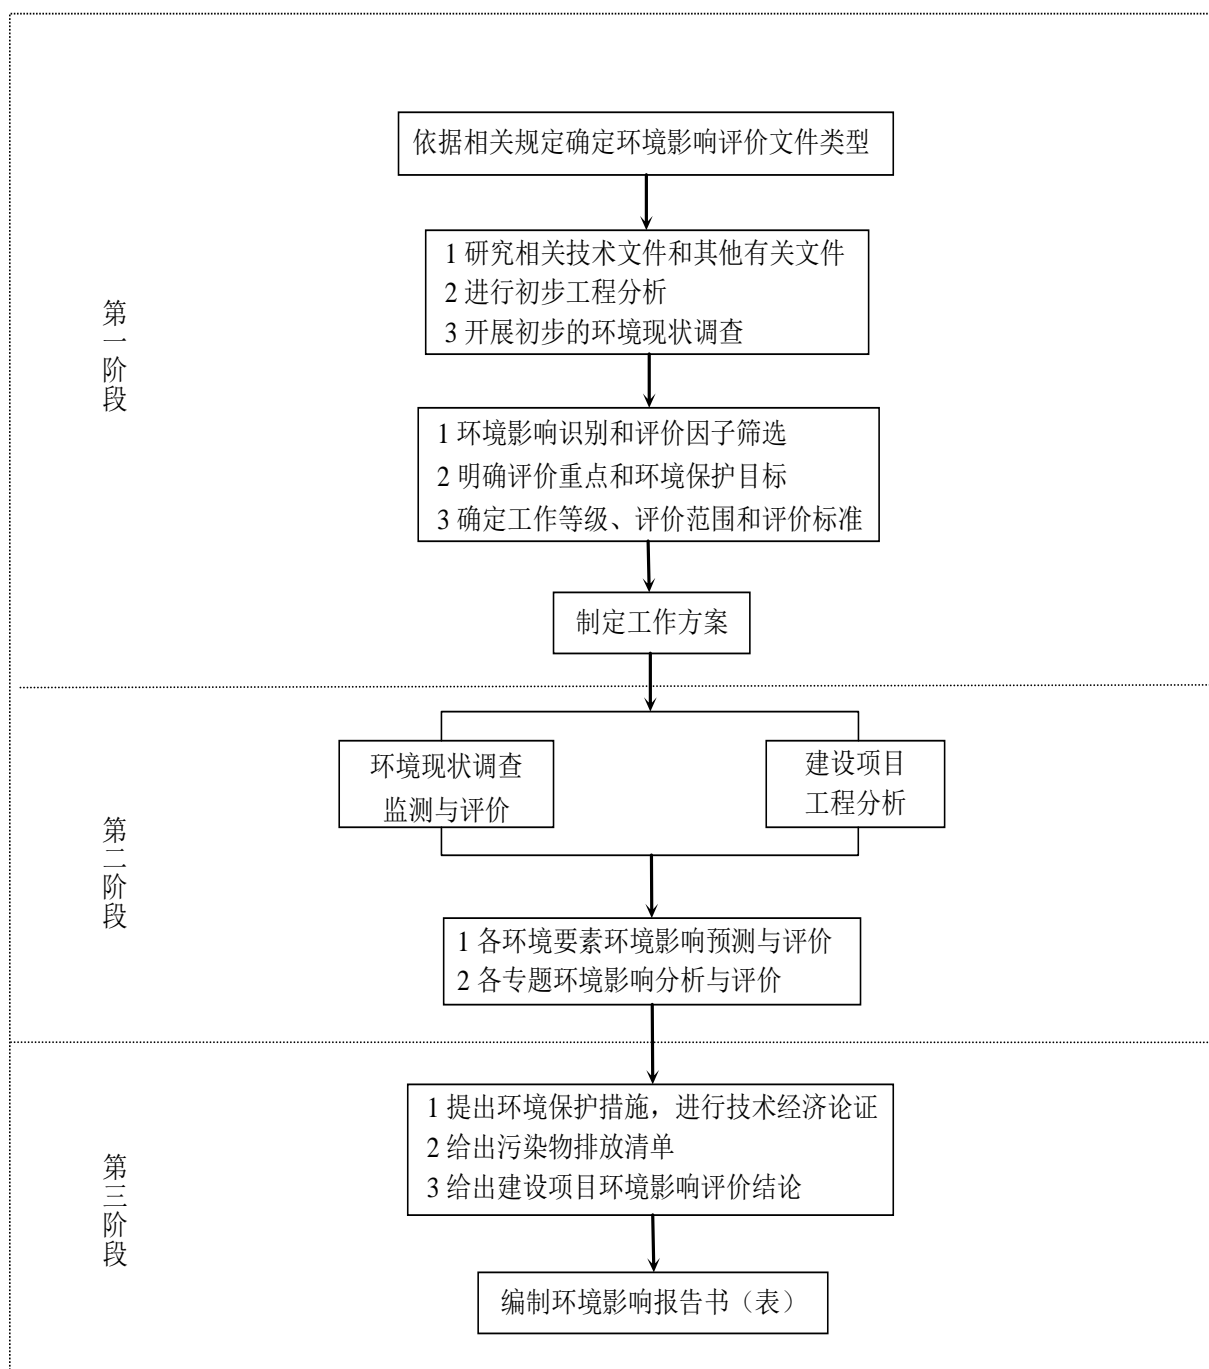 依据相关规定确定环境影响评价文件类型
第一阶段
1 研究相关技术文件和其他有关文件
2 进行初步工程分析
3 开展初步的环境现状调查
1 环境影响识别和评价因子筛选
2 明确评价重点和环境保护目标
3 确定工作等级、评价范围和评价标准
制定工作方案
第二阶段
环境现状调查
监测与评价
建设项目
工程分析
1 各环境要素环境影响预测与评价
2 各专题环境影响分析与评价
第三阶段
1 提出环境保护措施，进行技术经济论证
2 给出污染物排放清单
3 给出建设项目环境影响评价结论
编制环境影响报告书（表）